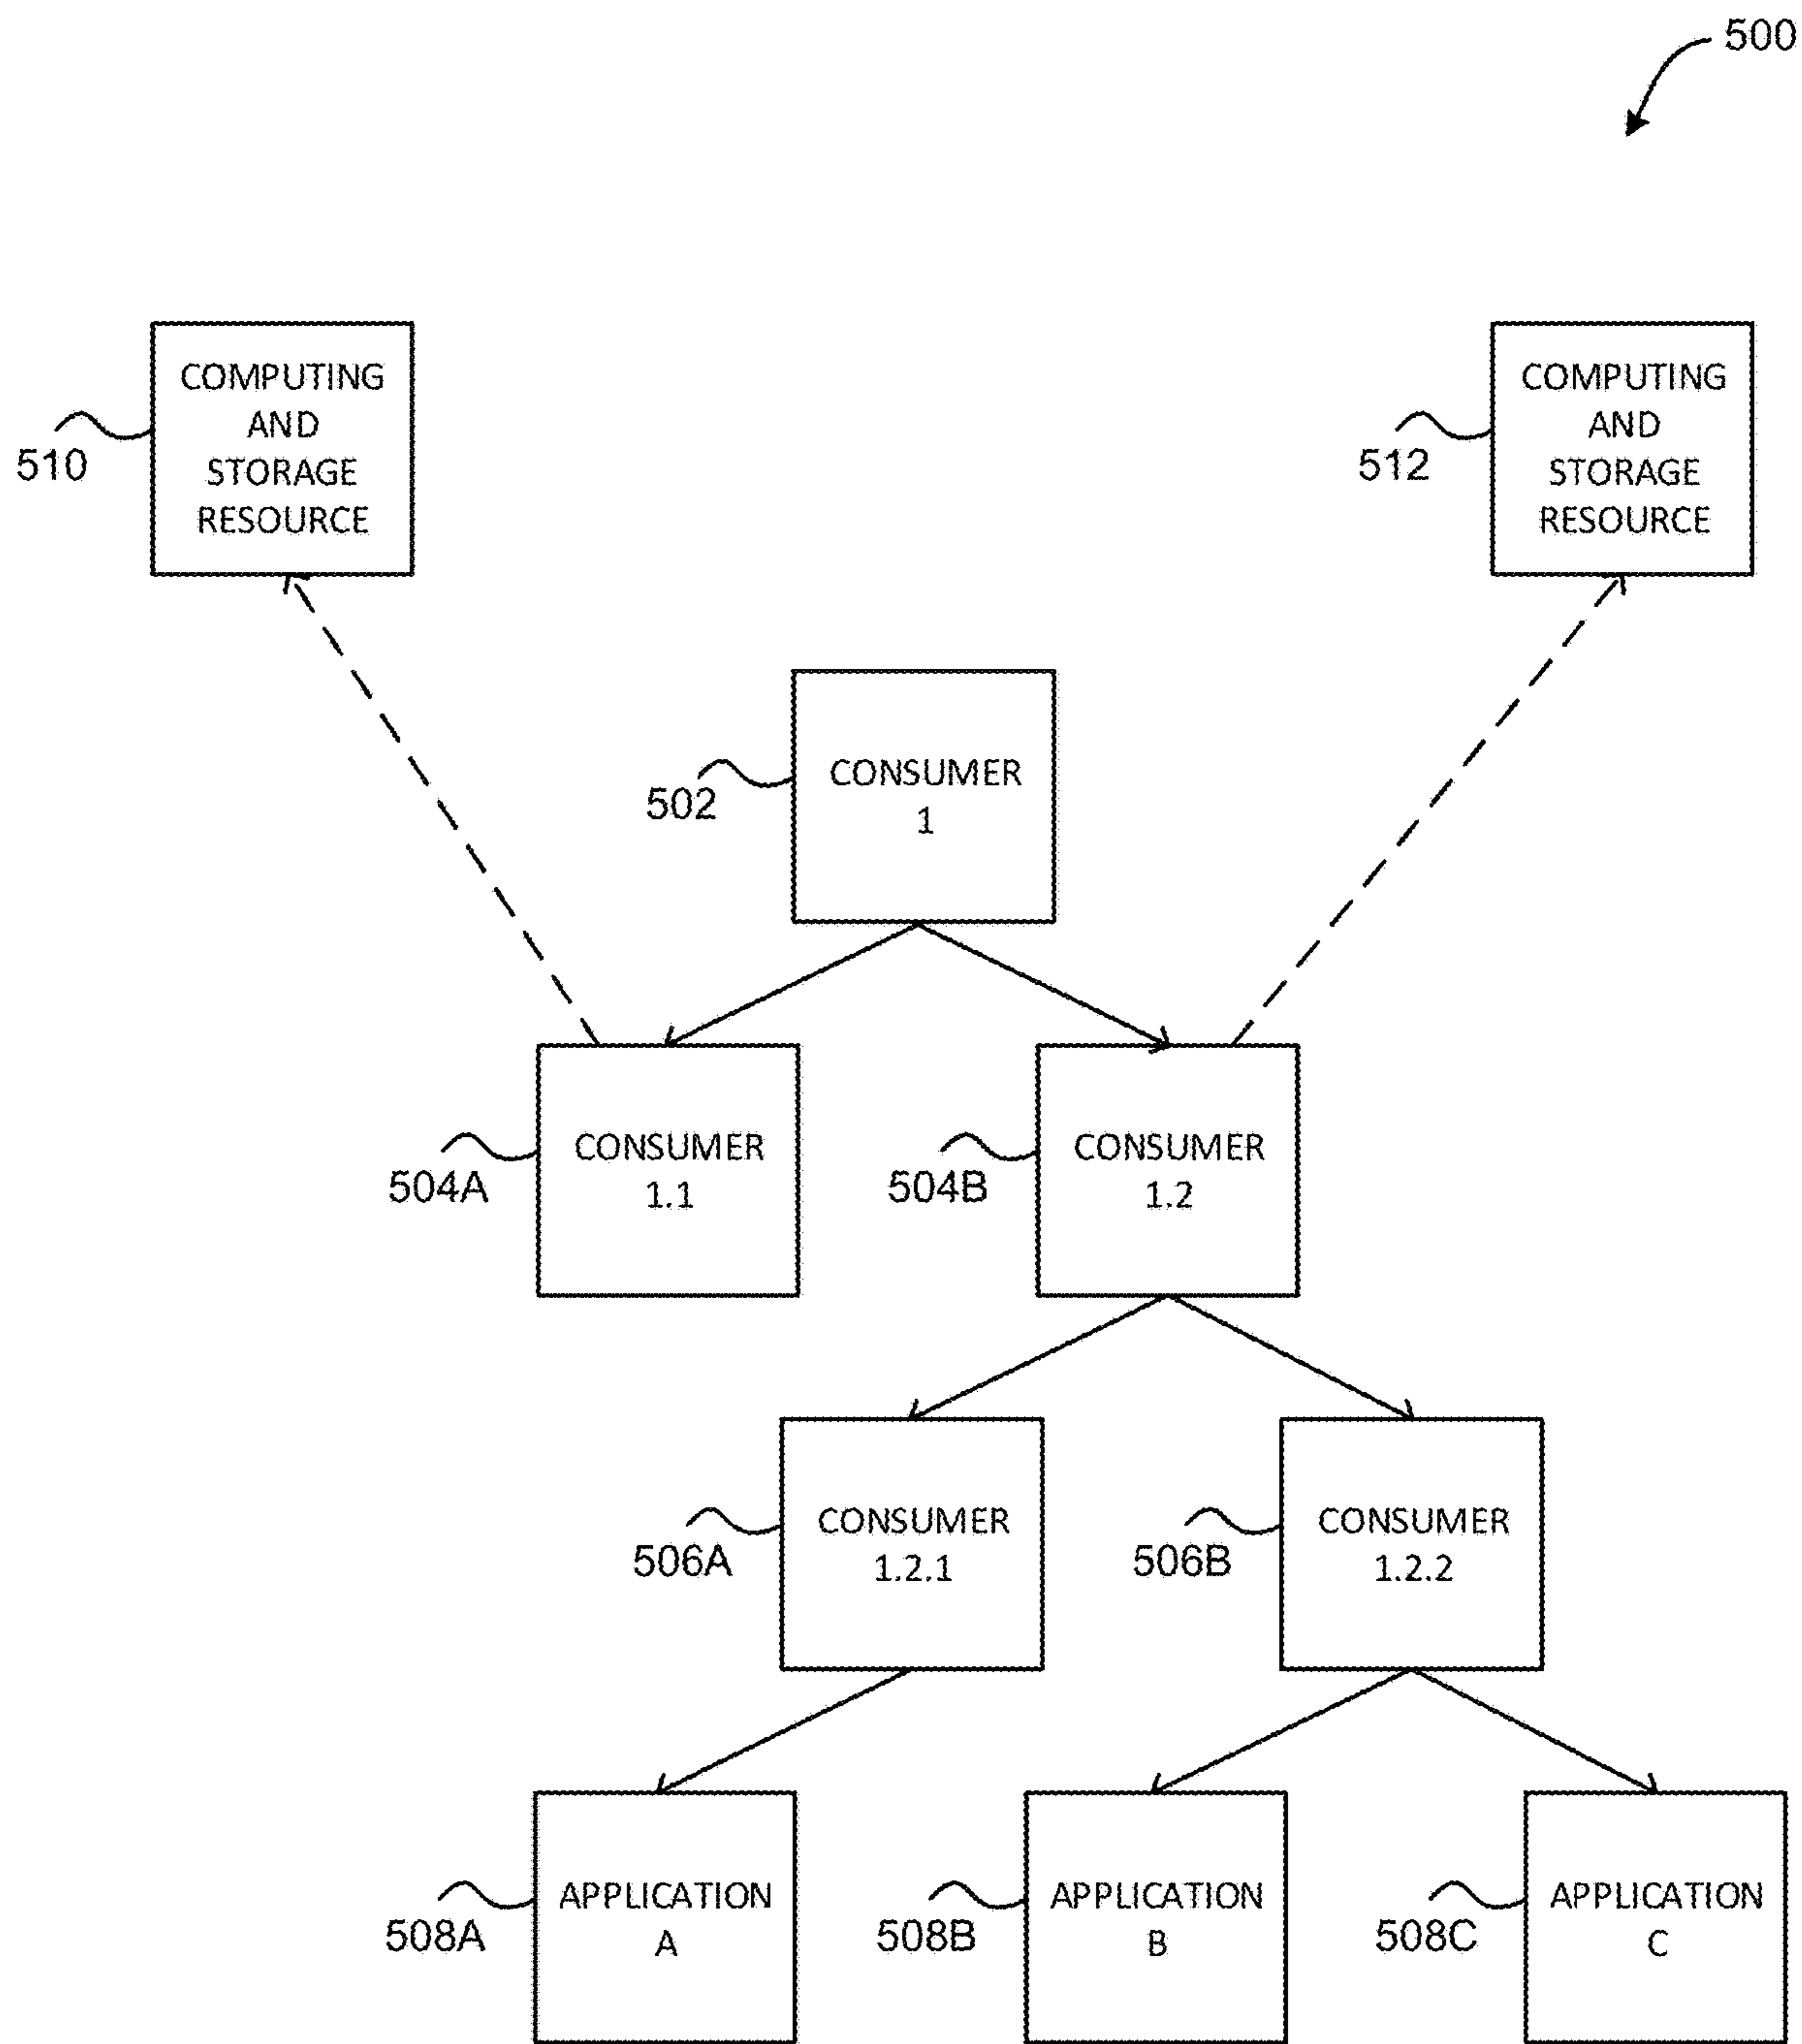 500
COMPUTING
AND
STORAGE
RESOURCE
510
COMPUTING
AND
STORAGE
RESOURCE
512
CONSUMER
1
502
CONSUMER
1.1
504A
CONSUMER
1.2
504B
CONSUMER
1.2.1
506A
CONSUMER
1.2.2
506B
APPLICATION
A
508A
APPLICATION
B
508B
APPLICATION
C
508C